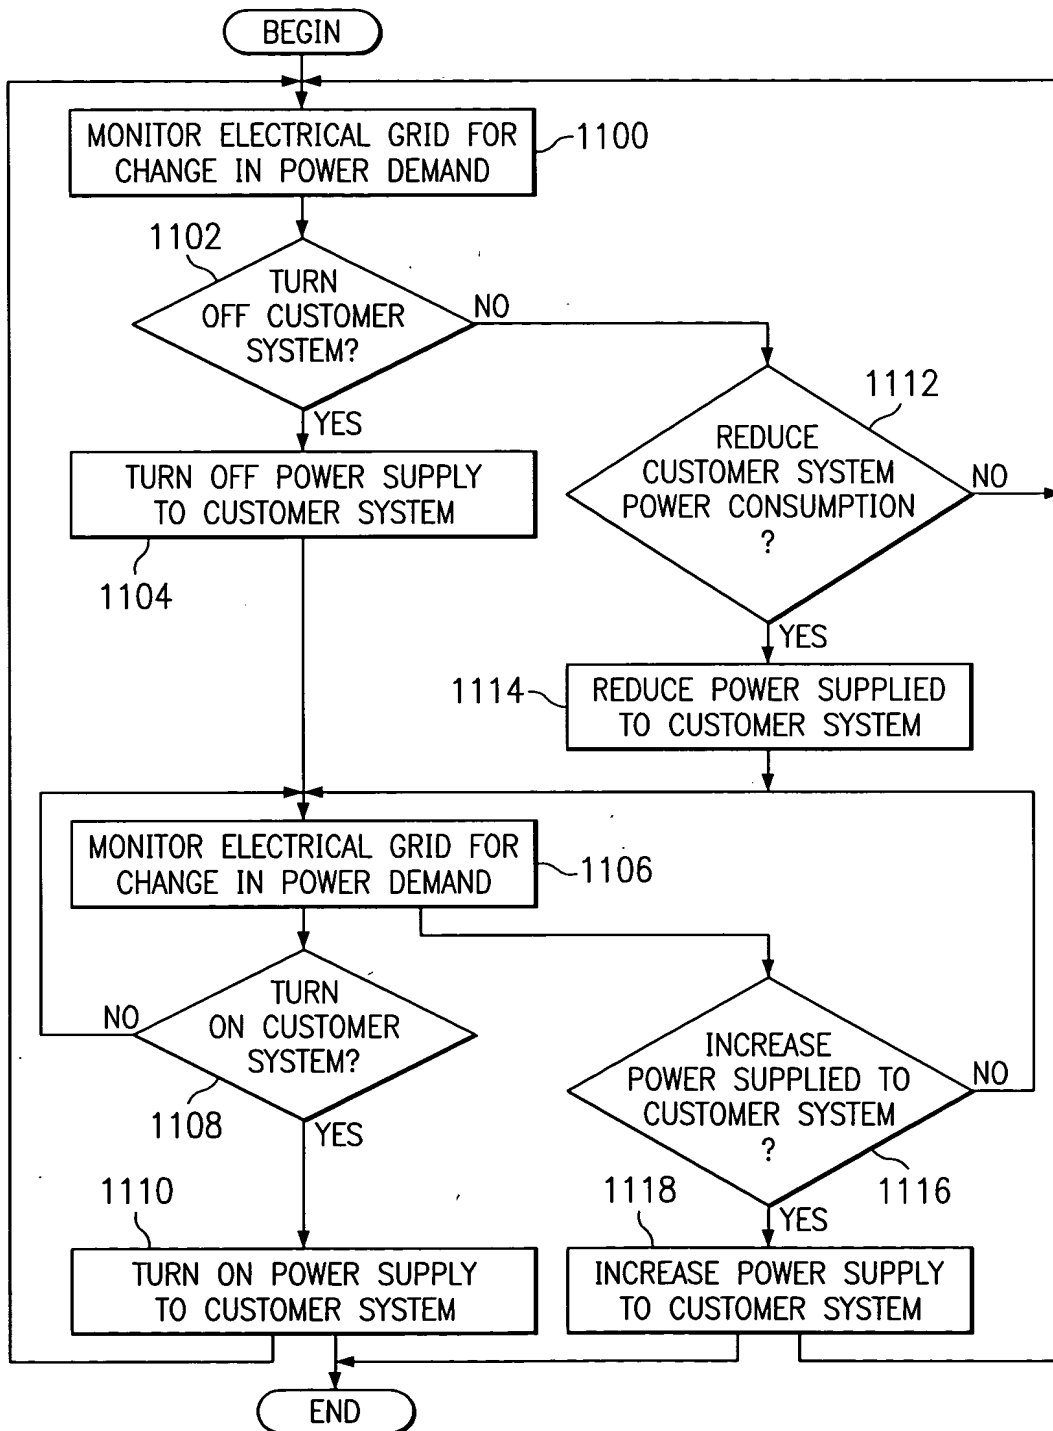 BEGIN
MONITOR ELECTRICAL GRID FOR
CHANGE IN POWER DEMAND
1100
1102
TURN
OFF CUSTOMER
SYSTEM?
NO
YES
1112
REDUCE
CUSTOMER SYSTEM
POWER CONSUMPTION
?
NO
YES
TURN OFF POWER SUPPLY
TO CUSTOMER SYSTEM
1104
1114
REDUCE POWER SUPPLIED
TO CUSTOMER SYSTEM
MONITOR ELECTRICAL GRID FOR
CHANGE IN POWER DEMAND
1106
TURN
ON CUSTOMER
SYSTEM?
NO
1108
YES
INCREASE
POWER SUPPLIED TO
CUSTOMER SYSTEM
?
NO
1116
YES
1110
TURN ON POWER SUPPLY
TO CUSTOMER SYSTEM
1118
INCREASE POWER SUPPLY
TO CUSTOMER SYSTEM
END